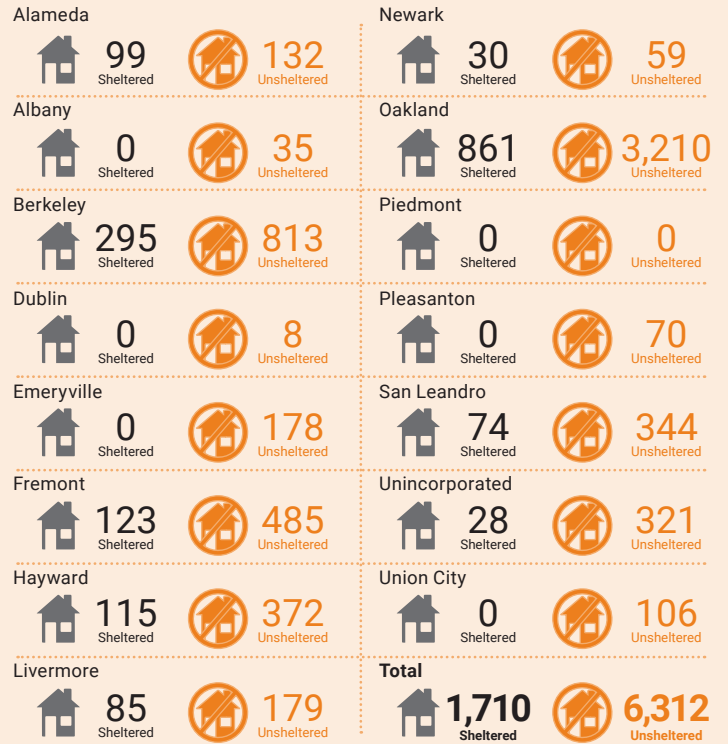 Alameda
99
Sheltered
132
Unsheltered
Albany
0
Sheltered
35
Unsheltered
Berkeley
295
Sheltered
813
Unsheltered
Dublin
0
Sheltered
8
Unsheltered
Emeryville
0
Sheltered
178
Unsheltered
Fremont
123
Sheltered
485
Unsheltered
Hayward
115
Sheltered
372
Unsheltered
Livermore
85
Sheltered
179
Unsheltered
Newark
30
Sheltered
59
Unsheltered
Oakland
861
Sheltered
3,210
Unsheltered
Piedmont
0
Sheltered
0
Unsheltered
Pleasanton
0
Sheltered
70
Unsheltered
San Leandro
74
Sheltered
344
Unsheltered
Unincorporated
28
Sheltered
321
Unsheltered
Union City
0
Sheltered
106
Unsheltered
Total
1,710
Sheltered
6,312
Unsheltered